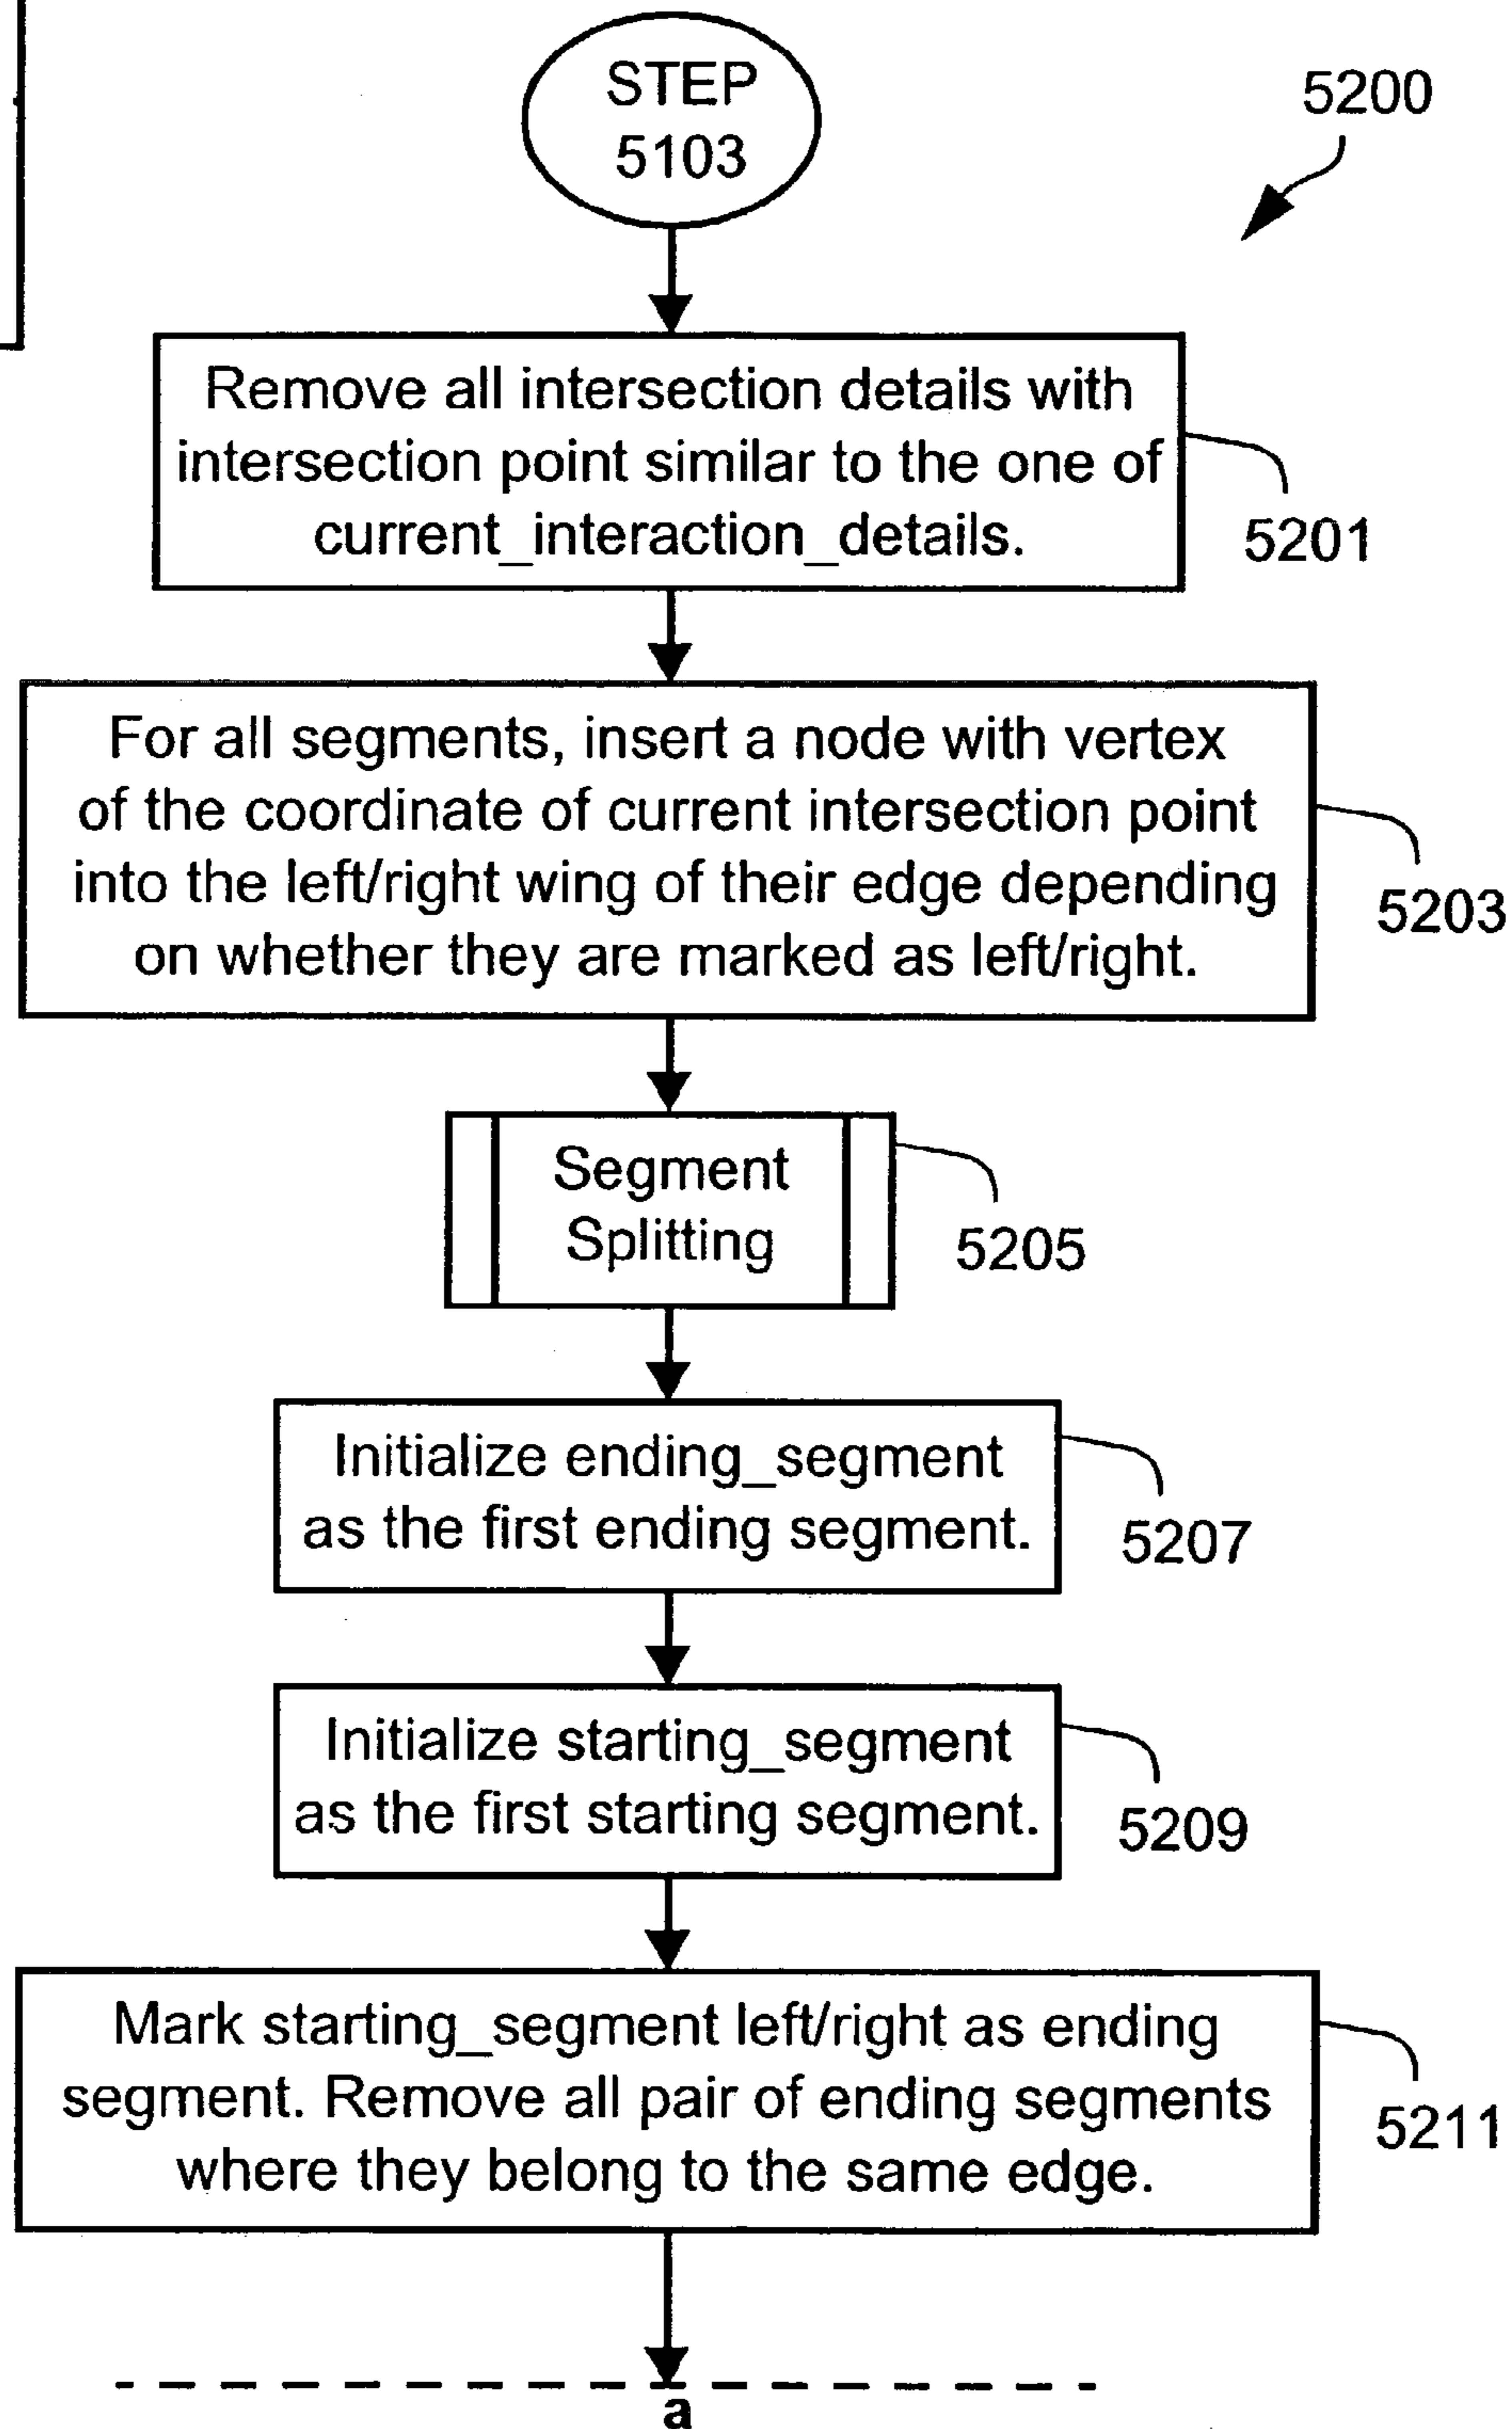 STEP
5103
5200
Remove all intersection details with
intersection point similar to the one of
current_interaction_details.
5201
For all segments, insert a node with vertex
of the coordinate of current intersection point
into the left/right wing of their edge depending
on whether they are marked as left/right.
5203
Segment
Splitting
5205
Initialize ending_segment
as the first ending segment.
5207
Initialize starting_segment
as the first starting segment.
5209
Mark starting_segment left/right as ending
segment. Remove all pair of ending segments
where they belong to the same edge.
5211
a